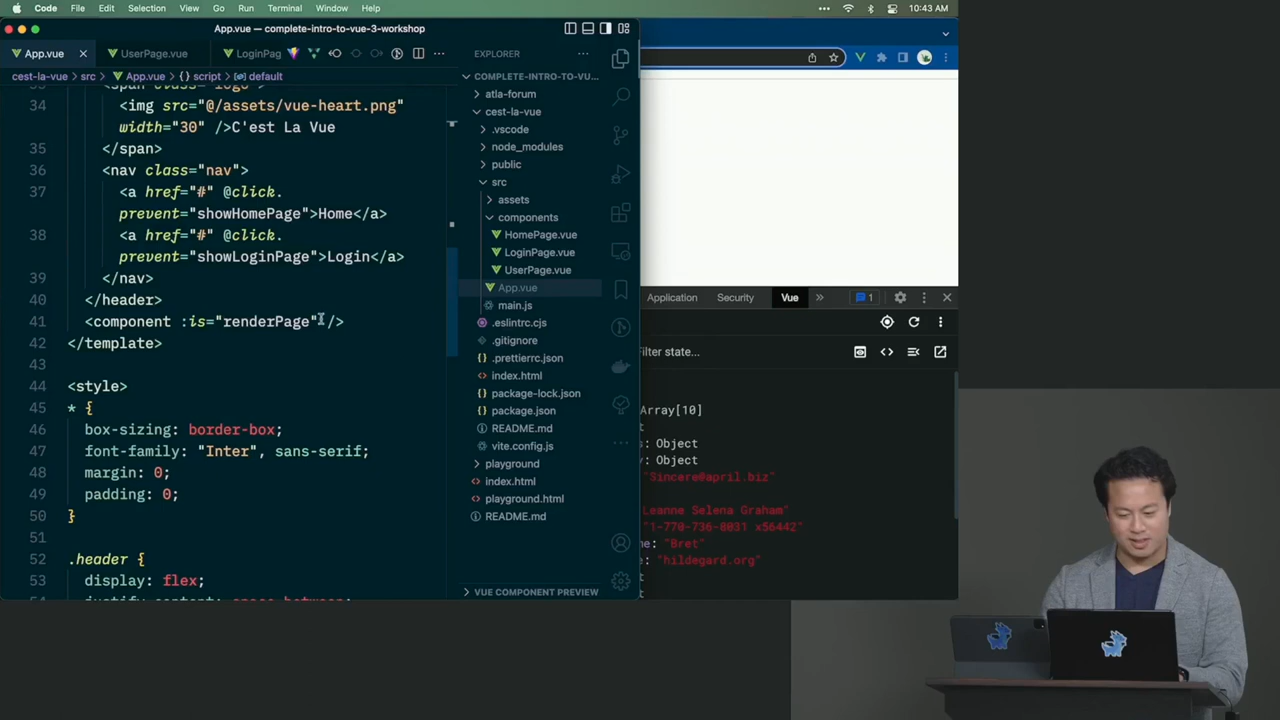 Code File Edit Selection View Go Run Terminal Window Help 10:43 AM
App.vue — complete-intro-to-vue-3-workshop
App.vue UserPage.vue LoginPag
cest-la-vue > src > App.vue > script > default
34 <img src="@/assets/vue-heart.png"
width="30" />C'est La Vue
35 </span>
36 <nav class="nav">
37 <a href="#" @click.
prevent="showHomePage">Home</a>
38 <a href="#" @click.
prevent="showLoginPage">Login</a>
39 </nav>
40 </header>
41 <component :is="renderPage" />
42 </template>
43
44 <style>
45 * {
46 box-sizing: border-box;
47 font-family: "Inter", sans-serif;
48 margin: 0;
49 padding: 0;
50 }
51
52 .header {
53 display: flex;
EXPLORER
COMPLETE-INTRO-TO-VU...
atla-forum
cest-la-vue
.vscode
node_modules
public
src
assets
components
HomePage.vue
LoginPage.vue
UserPage.vue
App.vue
main.js
.eslintrc.cjs
.gitignore
.prettierrc.json
index.html
package-lock.json
package.json
README.md
vite.config.js
playground
index.html
playground.html
README.md
VUE COMPONENT PREVIEW
Application Security Vue » 1
Filter state...
Array[10]
: Object
y: Object
"Sincere@april.biz"
Leanne Selena Graham"
"1-770-736-8031 x56442"
e: "Bret"
: "hildegard.org"